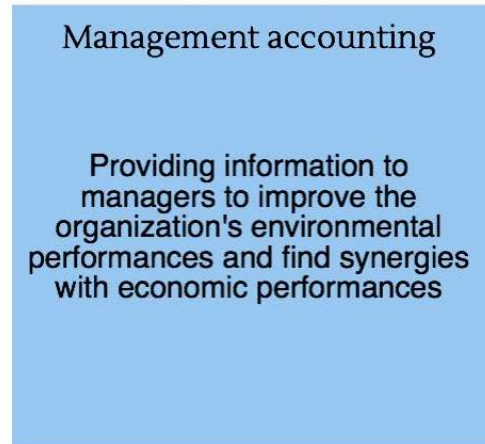 Management accounting
Providing information to
managers to improve the
organization's environmental
performances and find synergies
with economic performances